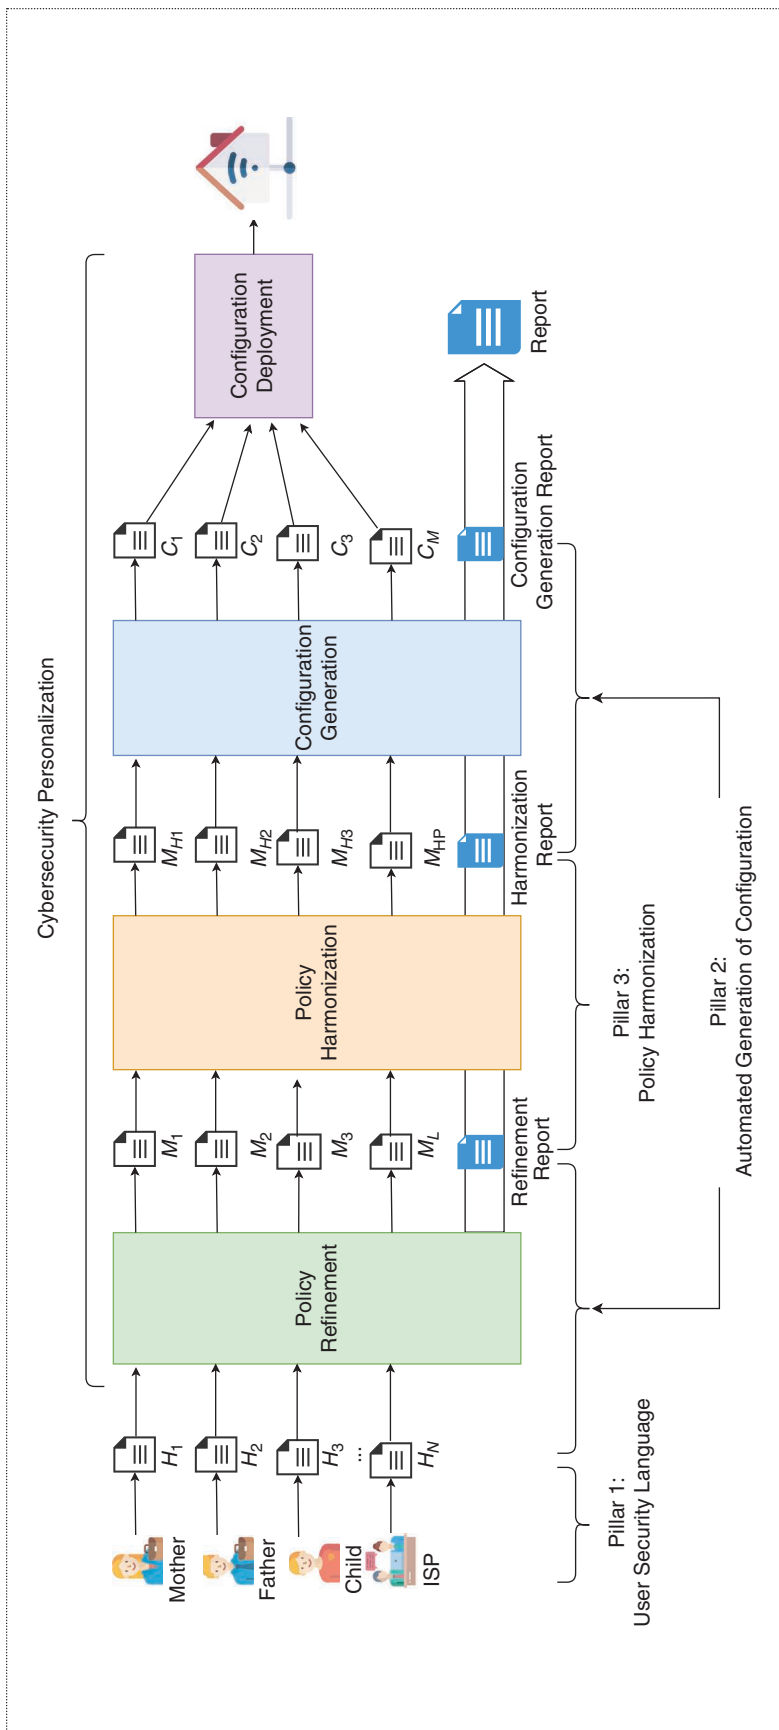 Cybersecurity Personalization
Mother
Father
Child
ISP
H1
H2
H3
...
HN
Policy
Refinement
M1
M2
M3
ML
Refinement
Report
Policy
Harmonization
MH1
MH2
MH3
MHP
Harmonization
Report
Configuration
Generation
C1
C2
C3
CM
Configuration
Generation Report
Configuration
Deployment
Report
Pillar 1:
User Security Language
Pillar 3:
Policy Harmonization
Pillar 2:
Automated Generation of Configuration